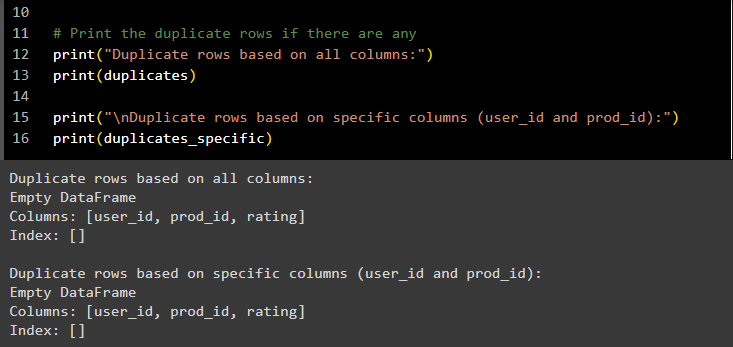 10
11 # Print the duplicate rows if there are any
12 print("Duplicate rows based on all columns:")
13 print(duplicates)
14
15 print("\nDuplicate rows based on specific columns (user_id and prod_id):")
16 print(duplicates_specific)
Duplicate rows based on all columns:
Empty DataFrame
Columns: [user_id, prod_id, rating]
Index: []
Duplicate rows based on specific columns (user_id and prod_id):
Empty DataFrame
Columns: [user_id, prod_id, rating]
Index: []